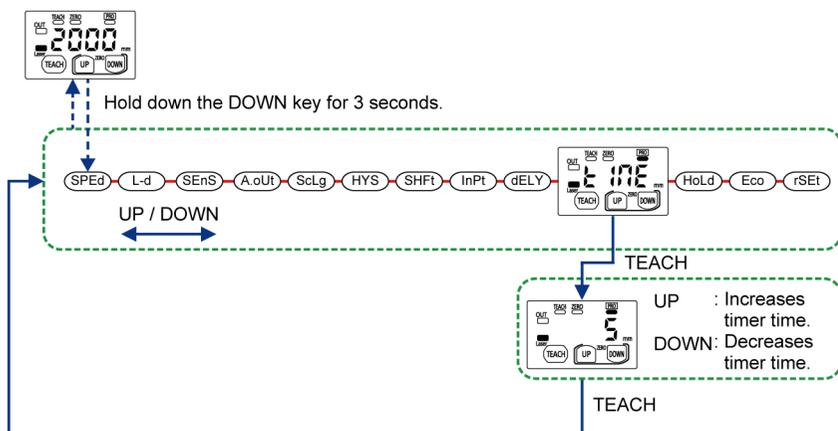 TEACH ZERO PRO
OUT
2000 mm
Laser
TEACH UP ZERO DOWN
Hold down the DOWN key for 3 seconds.
SPEd L-d SEnS A.oUt ScLg HYS SHFt InPt dELY
TEACH ZERO PRO
OUT
t iNE mm
Laser
TEACH UP ZERO DOWN
HoLd Eco rSEt
UP / DOWN
TEACH
TEACH ZERO PRO
OUT
5 mm
Laser
TEACH UP ZERO DOWN
UP : Increases
timer time.
DOWN: Decreases
timer time.
TEACH